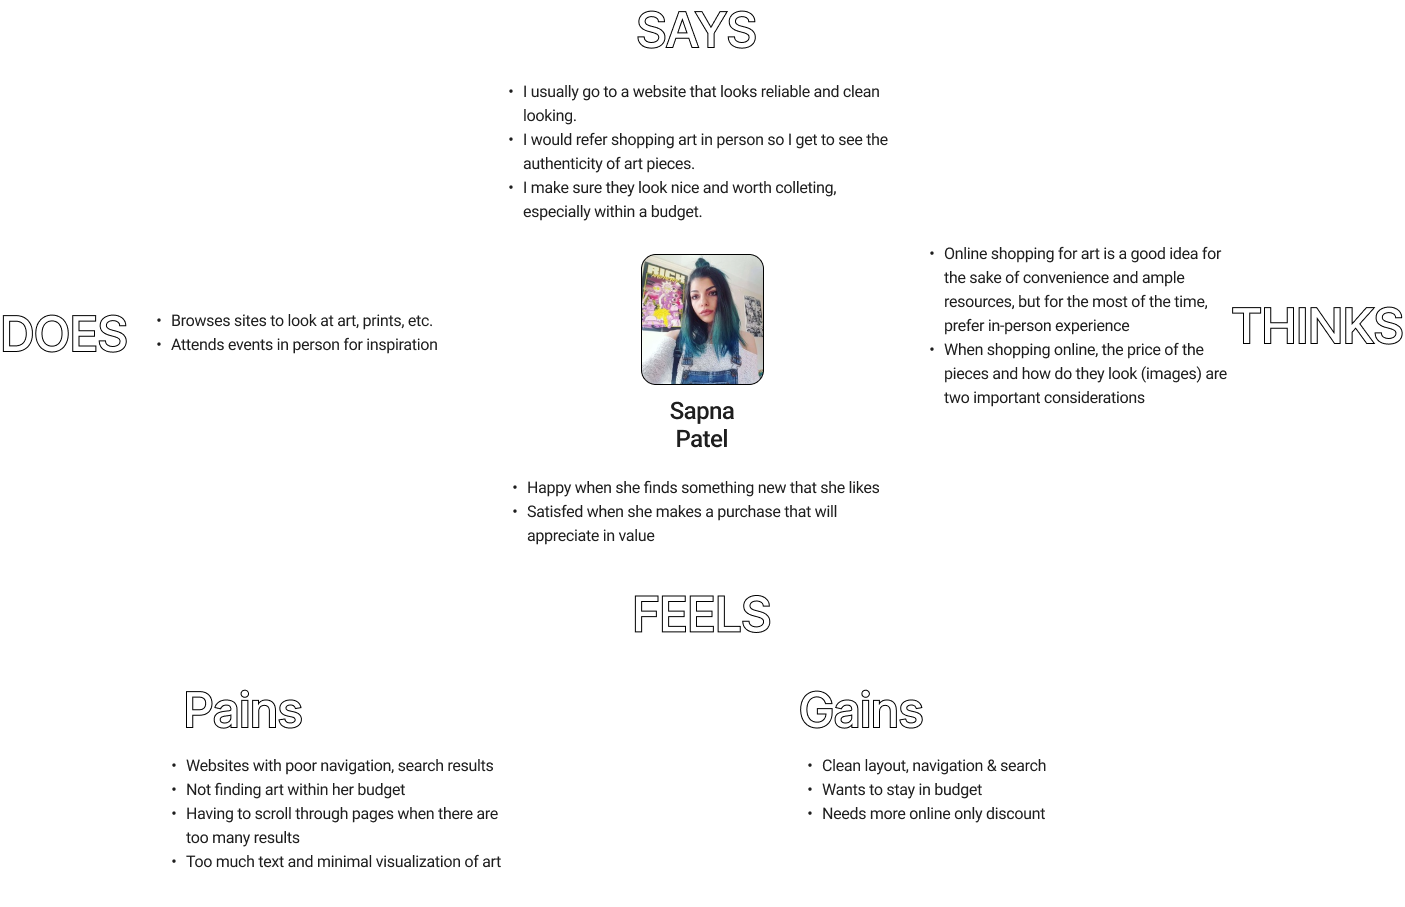 SAYS
• I usually go to a website that looks reliable and clean
looking.
• I would refer shopping art in person so I get to see the
authenticity of art pieces.
• I make sure they look nice and worth colleting,
especially within a budget.
DOES
• Browses sites to look at art, prints, etc.
• Attends events in person for inspiration
Sapna
Patel
• Online shopping for art is a good idea for
the sake of convenience and ample
resources, but for the most of the time,
prefer in-person experience
• When shopping online, the price of the
pieces and how do they look (images) are
two important considerations
THINKS
• Happy when she finds something new that she likes
• Satisfed when she makes a purchase that will
appreciate in value
FEELS
Pains
• Websites with poor navigation, search results
• Not finding art within her budget
• Having to scroll through pages when there are
too many results
• Too much text and minimal visualization of art
Gains
• Clean layout, navigation & search
• Wants to stay in budget
• Needs more online only discount